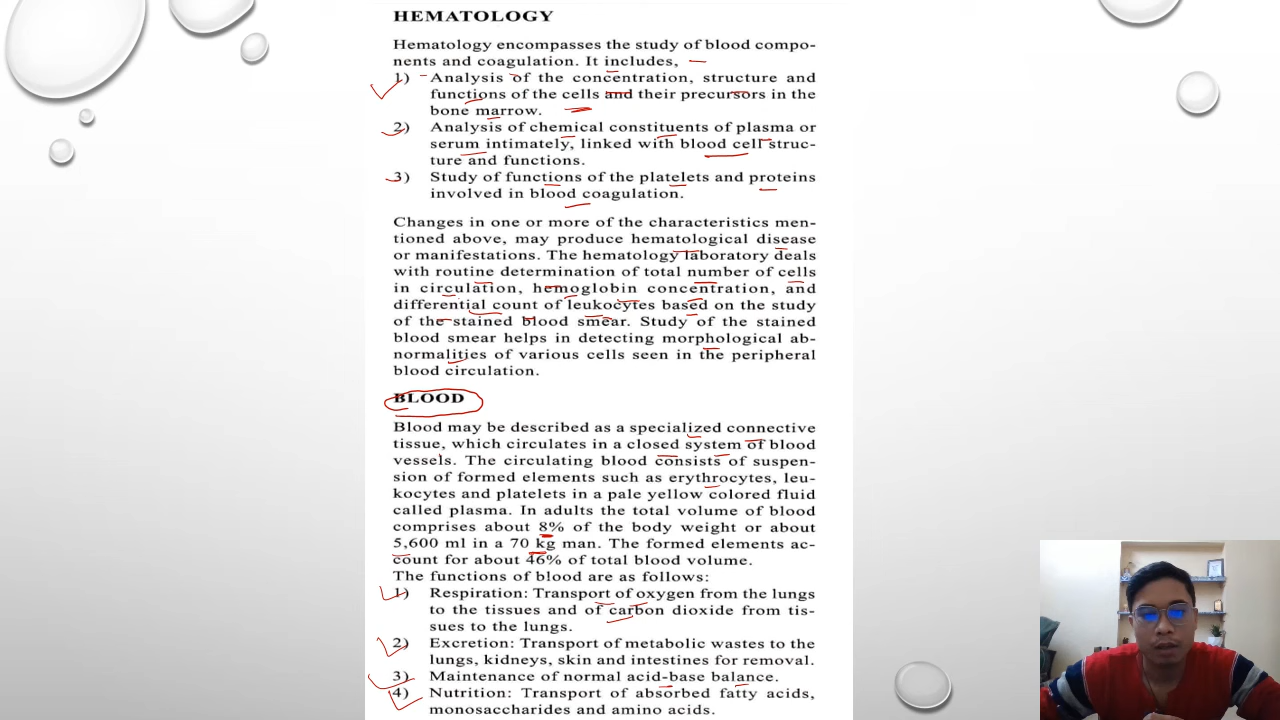 HEMATOLOGY
Hematology encompasses the study of blood compo-
nents and coagulation. It includes,
1) Analysis of the concentration, structure and
functions of the cells and their precursors in the
bone marrow.
2) Analysis of chemical constituents of plasma or
serum intimately, linked with blood cell struc-
ture and functions.
3) Study of functions of the platelets and proteins
involved in blood coagulation.
Changes in one or more of the characteristics men-
tioned above, may produce hematological disease
or manifestations. The hematology laboratory deals
with routine determination of total number of cells
in circulation, hemoglobin concentration, and
differential count of leukocytes based on the study
of the stained blood smear. Study of the stained
blood smear helps in detecting morphological ab-
normalities of various cells seen in the peripheral
blood circulation.
BLOOD
Blood may be described as a specialized connective
tissue, which circulates in a closed system of blood
vessels. The circulating blood consists of suspen-
sion of formed elements such as erythrocytes, leu-
kocytes and platelets in a pale yellow colored fluid
called plasma. In adults the total volume of blood
comprises about 8% of the body weight or about
5,600 ml in a 70 kg man. The formed elements ac-
count for about 46% of total blood volume.
The functions of blood are as follows:
1) Respiration: Transport of oxygen from the lungs
to the tissues and of carbon dioxide from tis-
sues to the lungs.
2) Excretion: Transport of metabolic wastes to the
lungs, kidneys, skin and intestines for removal.
3) Maintenance of normal acid-base balance.
4) Nutrition: Transport of absorbed fatty acids,
monosaccharides and amino acids.